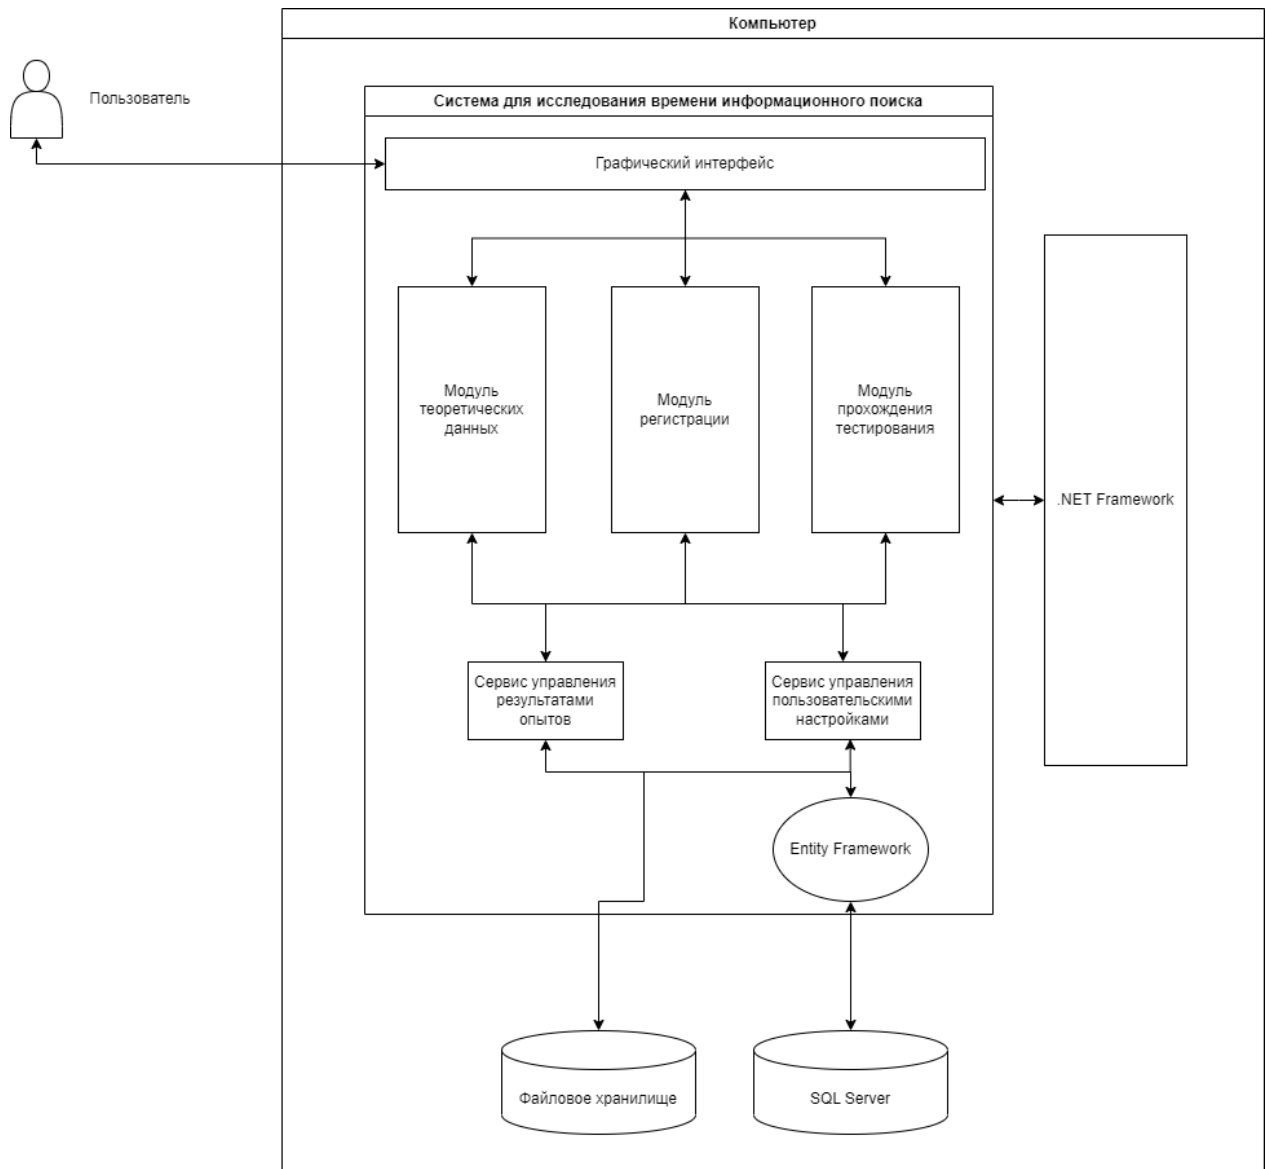 Компьютер
Пользователь
Система для исследования времени информационного поиска
Графический интерфейс
Модуль
теоретических
данных
Модуль
регистрации
Модуль
прохождения
тестирования
.NET Framework
Сервис управления
результатами
опытов
Сервис управления
пользовательскими
настройками
Entity Framework
Файловое хранилище
SQL Server